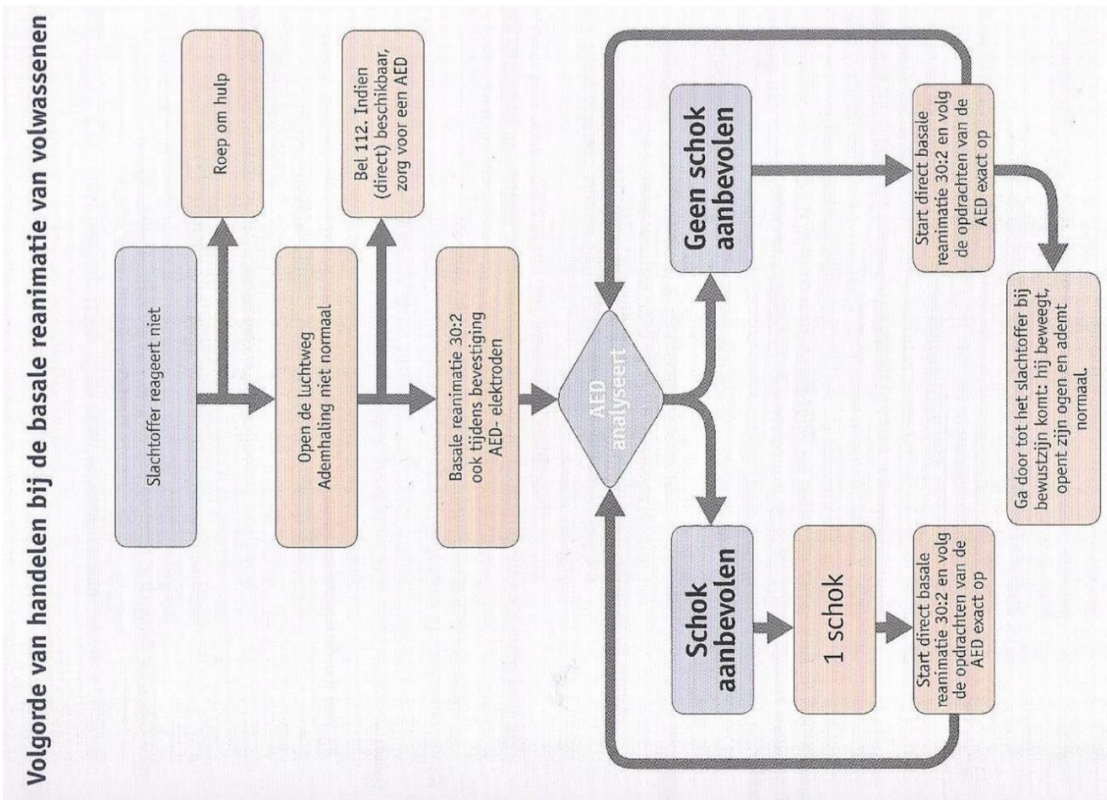 Volgorde van handelen bij de basale reanimatie van volwassenen
Slachtoffer reageert niet
Roep om hulp
Open de luchtweg
Ademhaling niet normaal
Bel 112. Indien
(direct) beschikbaar,
zorg voor een AED
Basale reanimatie 30:2
ook tijdens bevestiging
AED- elektroden
AED
analyseert
Schok
aanbevolen
Geen schok
aanbevolen
1 schok
Start direct basale
reanimatie 30:2 en volg
de opdrachten van de
AED exact op
Start direct basale
reanimatie 30:2 en volg
de opdrachten van de
AED exact op
Ga door tot het slachtoffer bij
bewustzijn komt: hij beweegt,
opent zijn ogen en ademt
normaal.